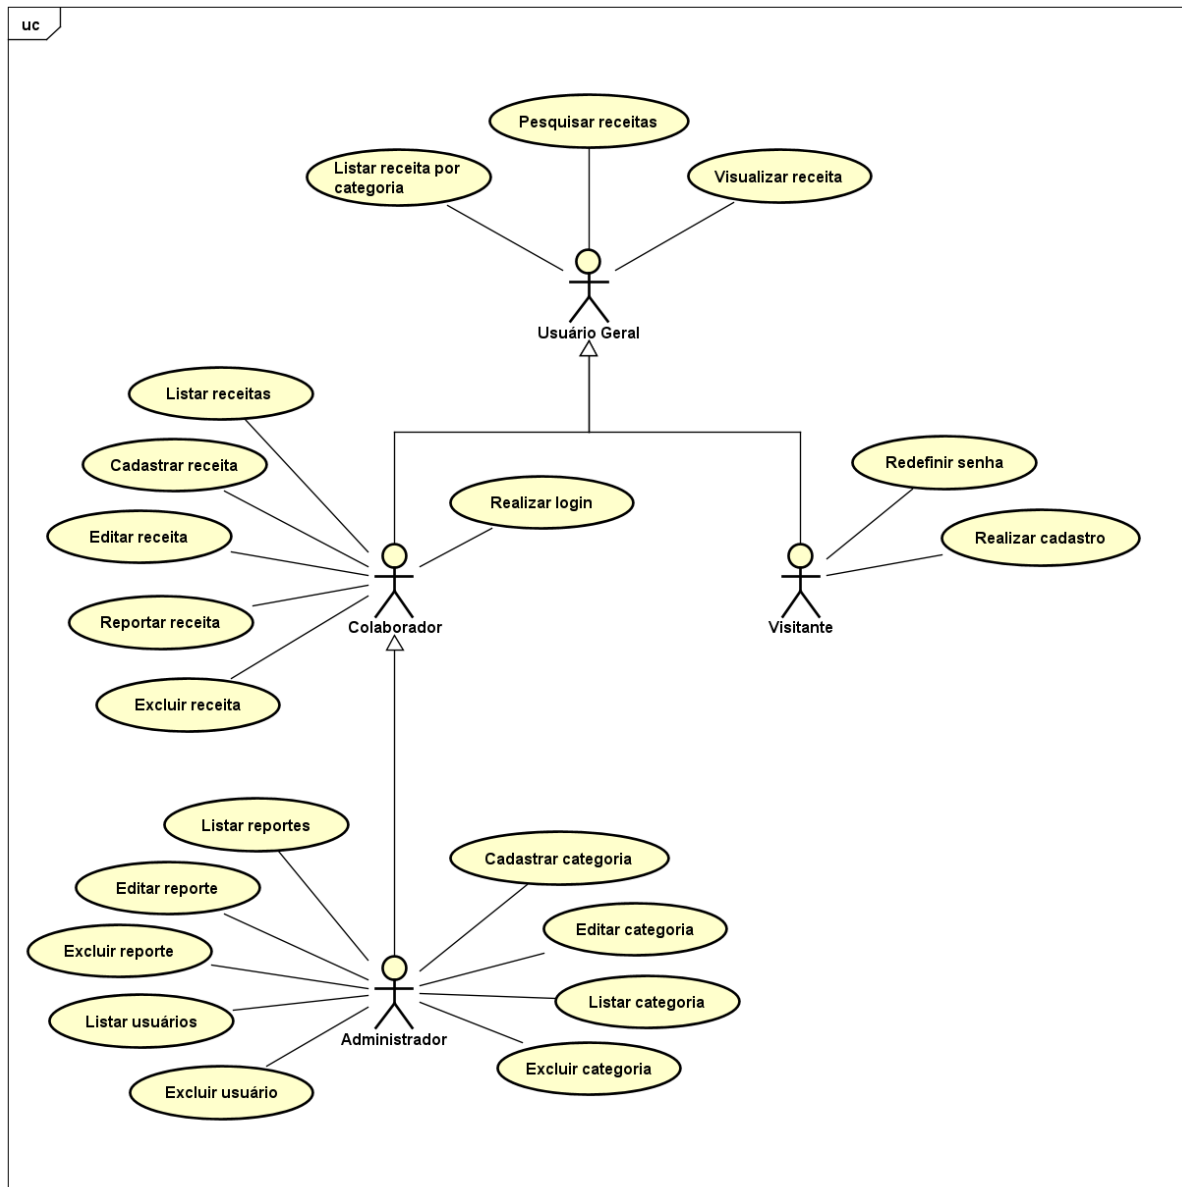 uc
Pesquisar receitas
Listar receita por
categoria
Visualizar receita
Usuário Geral
Listar receitas
Cadastrar receita
Editar receita
Reportar receita
Excluir receita
Realizar login
Colaborador
Redefinir senha
Realizar cadastro
Visitante
Listar reportes
Editar reporte
Excluir reporte
Listar usuários
Excluir usuário
Cadastrar categoria
Editar categoria
Listar categoria
Excluir categoria
Administrador